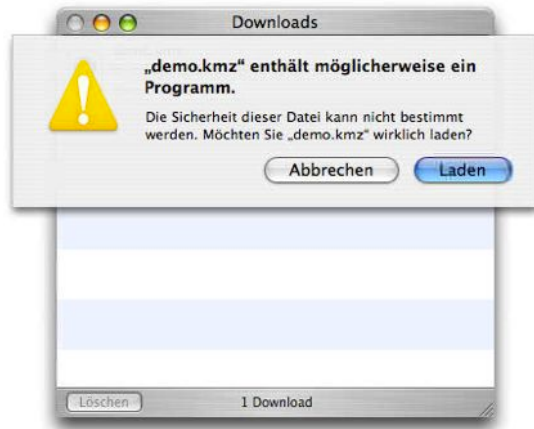 Downloads
„demo.kmz“ enthält möglicherweise ein
Programm.
Die Sicherheit dieser Datei kann nicht bestimmt
werden. Möchten Sie „demo.kmz“ wirklich laden?
Abbrechen
Laden
Löschen
1 Download